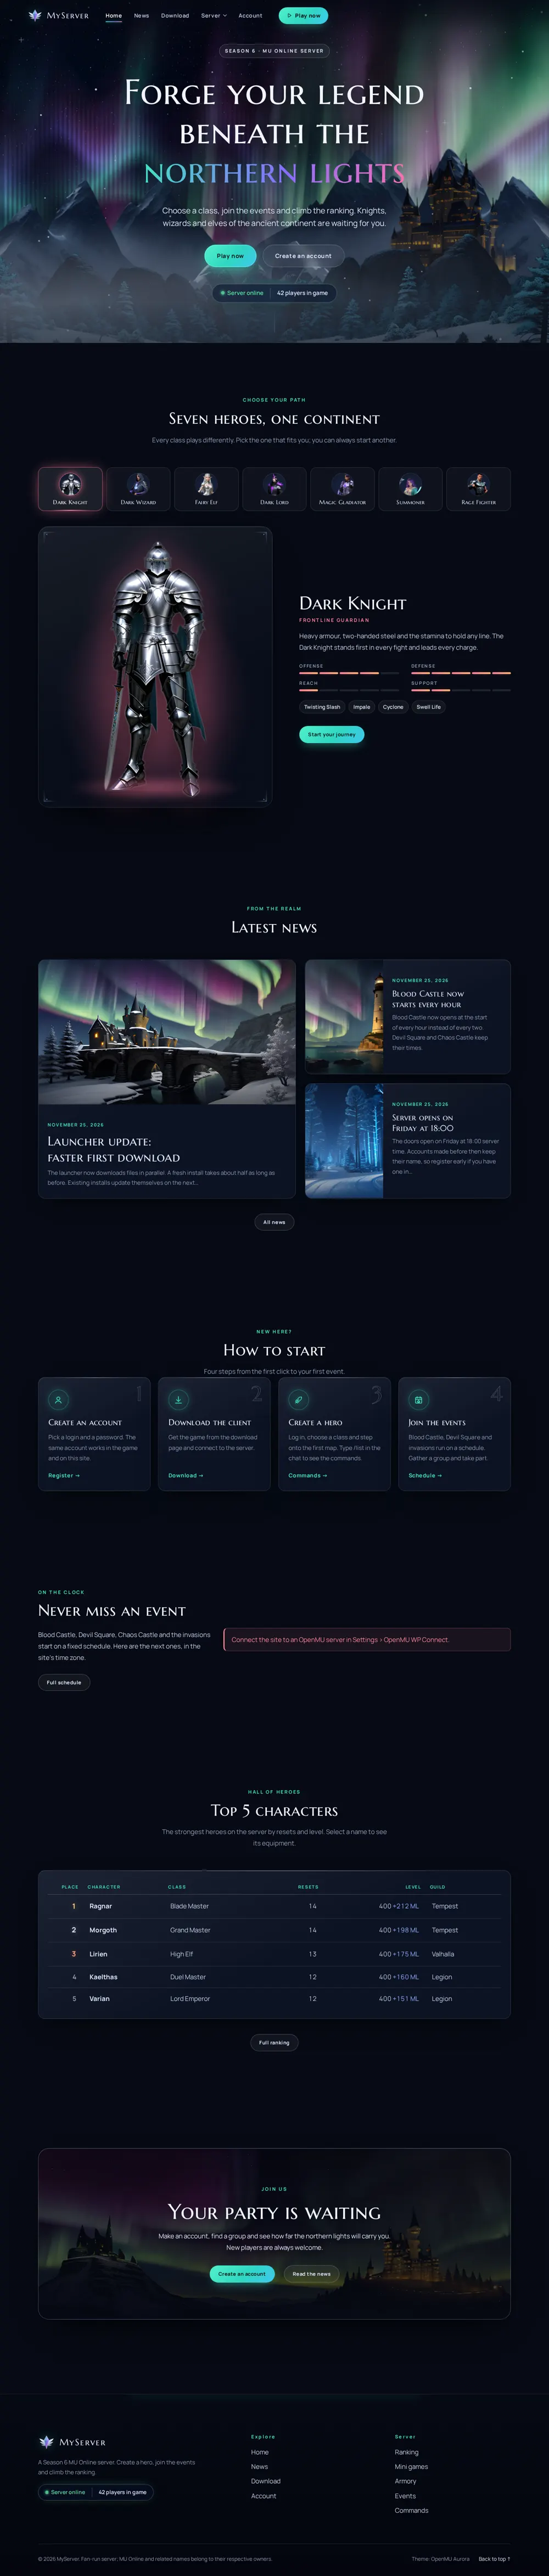 MyServer
Home
News
Download
Server
Account
Play now
SEASON 6 · MU ONLINE SERVER
Forge your legend
beneath the
northern lights
Choose a class, join the events and climb the ranking. Knights,
wizards and elves of the ancient continent are waiting for you.
Play now
Create an account
Server online
42 players in game
CHOOSE YOUR PATH
Seven heroes, one continent
Every class plays differently. Pick the one that fits you; you can always start another.
Dark Knight
Dark Wizard
Fairy Elf
Dark Lord
Magic Gladiator
Summoner
Rage Fighter
Dark Knight
FRONTLINE GUARDIAN
Heavy armour, two-handed steel and the stamina to hold any line. The
Dark Knight stands first in every fight and leads every charge.
OFFENSE
DEFENSE
REACH
SUPPORT
Twisting Slash
Impale
Cyclone
Swell Life
Start your journey
FROM THE REALM
Latest news
NOVEMBER 25, 2026
Launcher update:
faster first download
The launcher now downloads files in parallel. A fresh install takes about half as long as
before. Existing installs update themselves on the next…
NOVEMBER 25, 2026
Blood Castle now
starts every hour
Blood Castle now opens at the start
of every hour instead of every two
Devil Square and Chaos Castle keep
their times.
NOVEMBER 25, 2026
Server opens on
Friday at 18:00
The doors open on Friday at 18:00 server
time. Accounts made before then keep
their name, so register early if you have
one in…
All news
NEW HERE?
How to start
Four steps from the first click to your first event.
1
Create an account
Pick a login and a password. The
same account works in the game
and on this site.
Register →
2
Download the client
Get the game from the download
page and connect to the server.
Download →
3
Create a hero
Log in, choose a class and step
onto the first map. Type /list in the
chat to see the commands.
Commands →
4
Join the events
Blood Castle, Devil Square and
invasions run on a schedule.
Gather a group and take part.
Schedule →
ON THE CLOCK
Never miss an event
Blood Castle, Devil Square, Chaos Castle and the invasions
start on a fixed schedule. Here are the next ones, in the
site's time zone.
Full schedule
Connect the site to an OpenMU server in Settings › OpenMU WP Connect.
HALL OF HEROES
Top 5 characters
The strongest heroes on the server by resets and level. Select a name to see
its equipment.
PLACE CHARACTER CLASS RESETS LEVEL GUILD
1 Ragnar Blade Master 14 400 +212 ML Tempest
2 Morgoth Grand Master 14 400 +198 ML Tempest
3 Lirien High Elf 13 400 +175 ML Valhalla
4 Kaelthas Duel Master 12 400 +160 ML Legion
5 Varian Lord Emperor 12 400 +151 ML Legion
Full ranking
JOIN US
Your party is waiting
Make an account, find a group and see how far the northern lights will carry you.
New players are always welcome.
Create an account
Read the news
MyServer
A Season 6 MU Online server. Create a hero, join the events
and climb the ranking.
Server online
42 players in game
Explore
Home
News
Download
Account
Server
Ranking
Mini games
Armory
Events
Commands
© 2026 MyServer. Fan-run server; MU Online and related names belong to their respective owners.
Theme: OpenMU Aurora
Back to top ↑